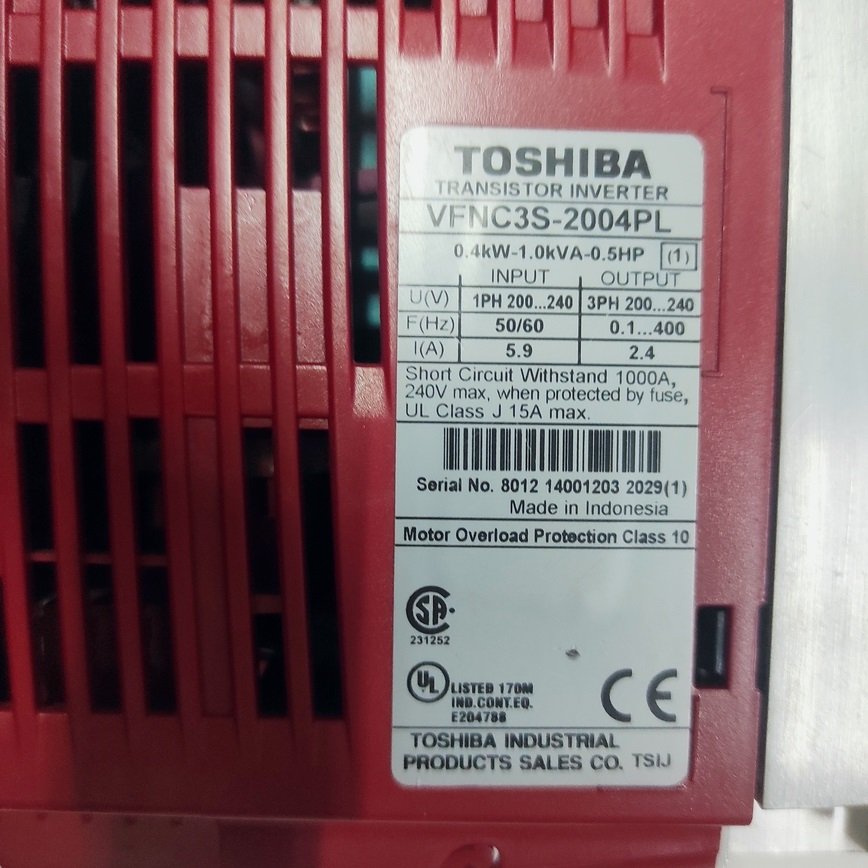 TOSHIBA
TRANSISTOR INVERTER
VFNC3S-2004PL
0.4kW-1.0kVA-0.5HP (1)
INPUT OUTPUT
U(V) 1PH 200...240 3PH 200...240
F(Hz) 50/60 0.1...400
I(A) 5.9 2.4
Short Circuit Withstand 1000A,
240V max, when protected by fuse,
UL Class J 15A max.
Serial No. 8012 14001203 2029(1)
Made in Indonesia
Motor Overload Protection Class 10
SA
231252
UL LISTED 170M
IND.CONT.EQ.
E204788
CE
TOSHIBA INDUSTRIAL
PRODUCTS SALES CO. TSIJ